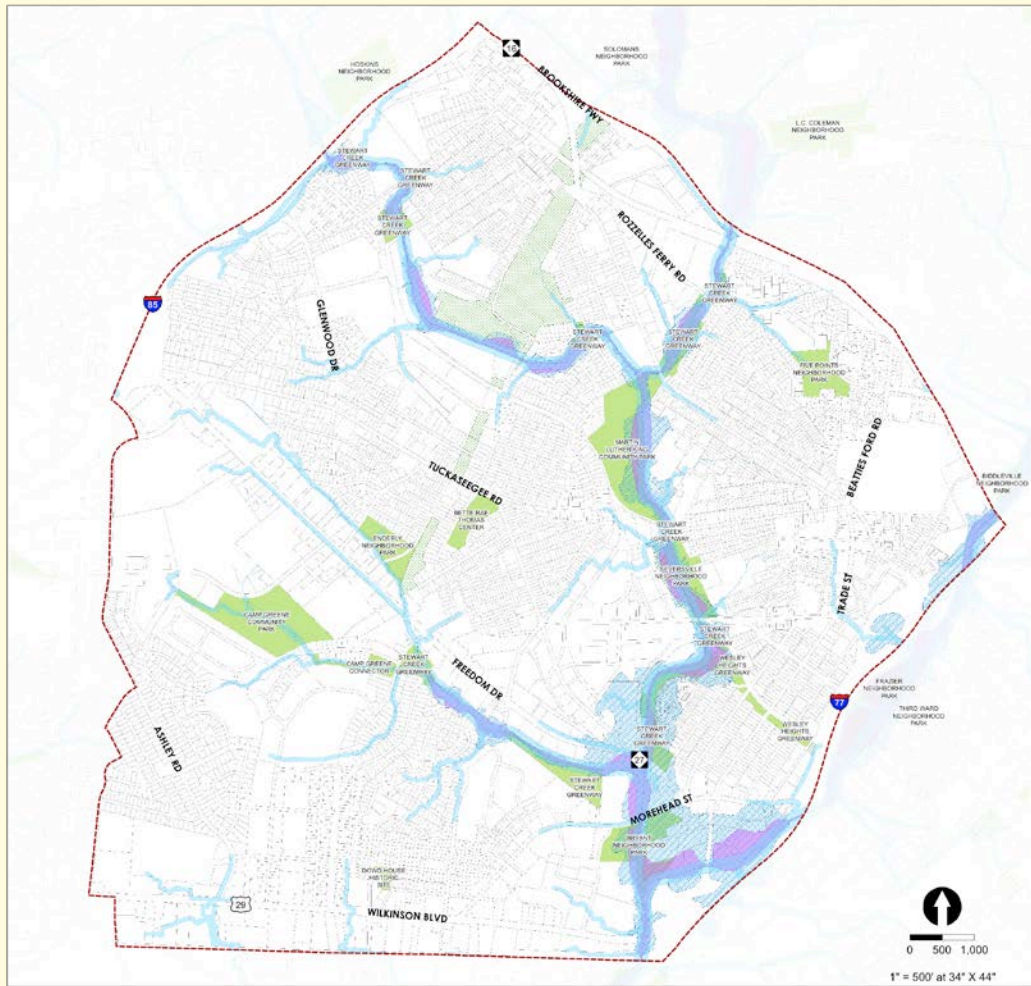 16
SOLOMANS
NEIGHBORHOOD
PARK
HOSKINS
NEIGHBORHOOD
PARK
BROOKSHIRE FWY
L.C. COLEMAN
NEIGHBORHOOD
PARK
STEWART
CREEK
GREENWAY
STEWART
CREEK
GREENWAY
STEWART
CREEK
GREENWAY
ROZZELLES FERRY RD
STEWART
CREEK
GREENWAY
85
GLENWOOD DR
STEWART
CREEK
GREENWAY
STEWART
CREEK
GREENWAY
FIVE POINTS
NEIGHBORHOOD
PARK
MARTIN
LUTHER KING
COMMUNITY PARK
BEATTIES FORD RD
TUCKASEEGEE RD
BIDDLEVILLE
NEIGHBORHOOD
PARK
BETTE RAE
THOMAS
CENTER
STEWART
CREEK
GREENWAY
ENDERLY
NEIGHBORHOOD
PARK
SEVERSVILLE
NEIGHBORHOOD
PARK
TRADE ST
CAMP GREENE
COMMUNITY
PARK
STEWART
CREEK
GREENWAY
CAMP GREENE
CONNECTOR
STEWART
CREEK
GREENWAY
FREEDOM DR
WESLEY
HEIGHTS
GREENWAY
FRAZIER
NEIGHBORHOOD
PARK
77
THIRD WARD
NEIGHBORHOOD
PARK
ASHLEY RD
STEWART
CREEK
GREENWAY
WESLEY
HEIGHTS
GREENWAY
27
STEWART
CREEK
GREENWAY
MOREHEAD ST
BRYANT
NEIGHBORHOOD
PARK
HOUSE
HISTORIC
SITE
29
WILKINSON BLVD
0 500 1,000
1" = 500' at 34" X 44"